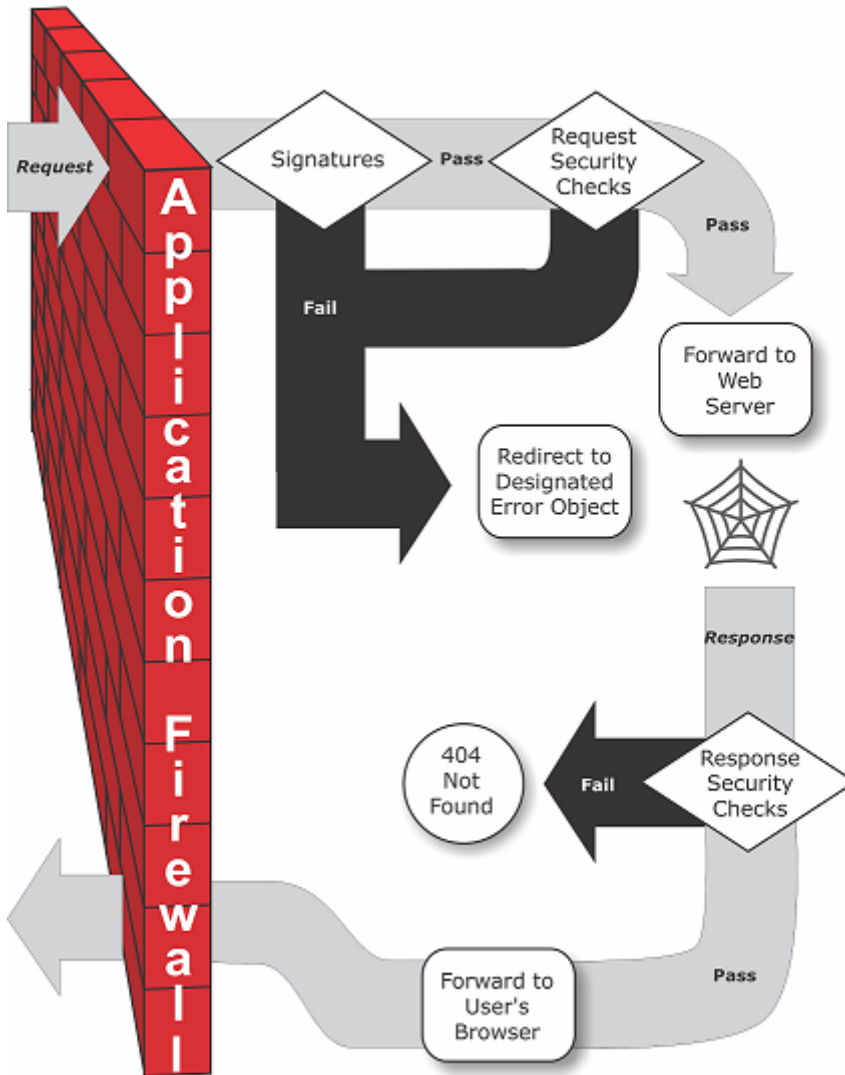 Request
Application Firewall
Signatures
Pass
Request
Security
Checks
Pass
Fail
Forward to
Web
Server
Redirect to
Designated
Error Object
Response
404
Not
Found
Fail
Response
Security
Checks
Pass
Forward to
User's
Browser